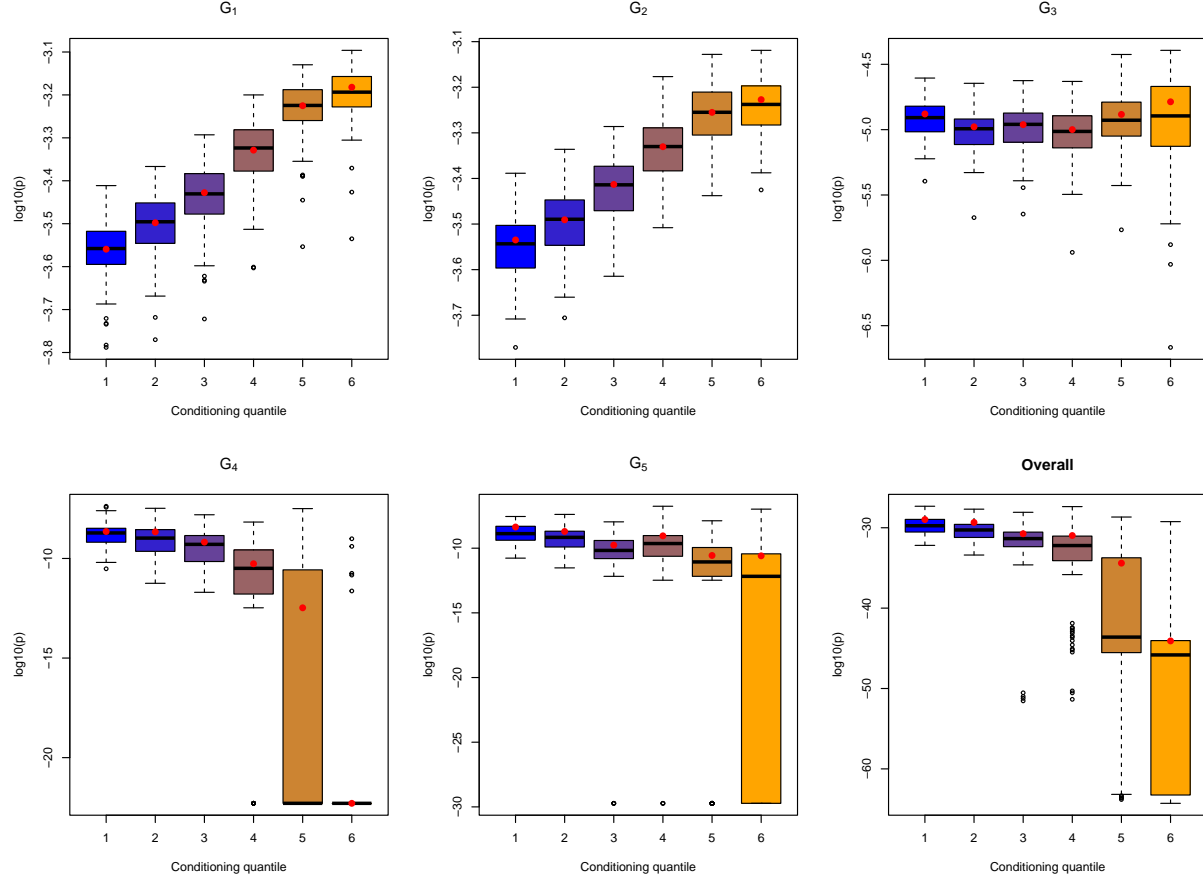 G1
log10(p)
−3.1
−3.2
−3.3
−3.4
−3.5
−3.6
−3.7
−3.8
1 2 3 4 5 6
Conditioning quantile
G2
log10(p)
−3.1
−3.2
−3.3
−3.4
−3.5
−3.6
−3.7
1 2 3 4 5 6
Conditioning quantile
G3
log10(p)
−4.5
−5.0
−5.5
−6.0
−6.5
1 2 3 4 5 6
Conditioning quantile
G4
log10(p)
−10
−15
−20
1 2 3 4 5 6
Conditioning quantile
G5
log10(p)
−10
−15
−20
−25
−30
1 2 3 4 5 6
Conditioning quantile
Overall
log10(p)
−30
−40
−50
−60
1 2 3 4 5 6
Conditioning quantile